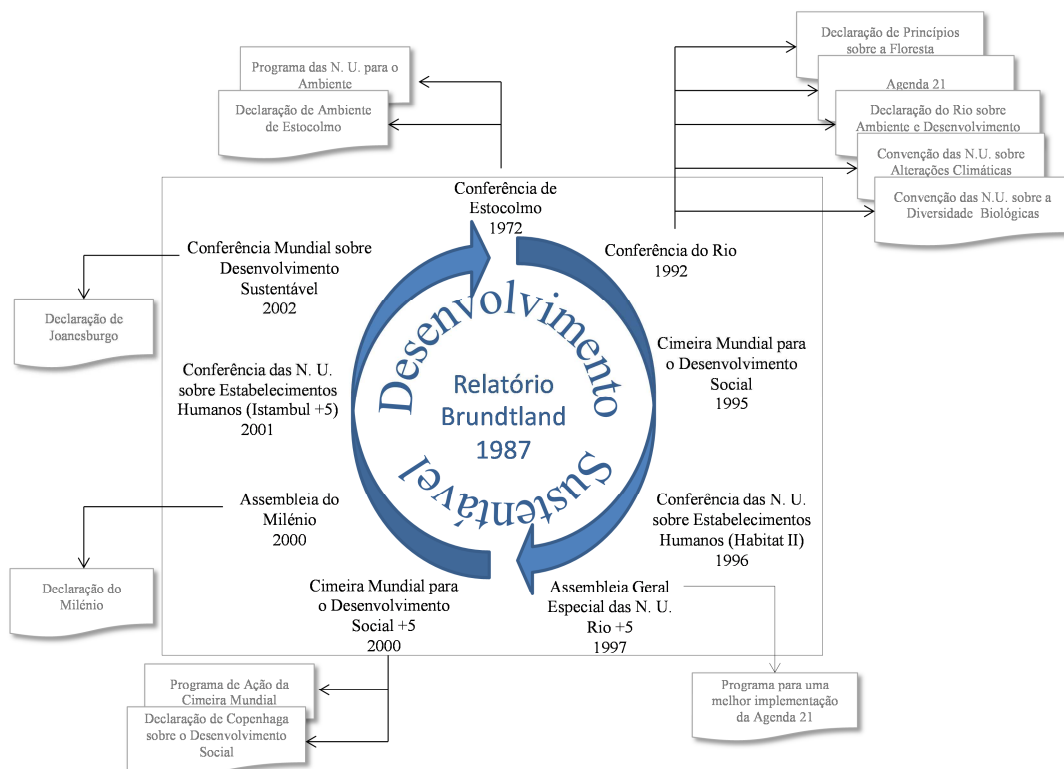 Declaração de Princípios
sobre a Floresta
Agenda 21
Declaração do Rio sobre
Ambiente e Desenvolvimento
Convenção das N.U. sobre
Alterações Climáticas
Convenção das N.U. sobre a
Diversidade Biológicas
Programa das N. U. para o
Ambiente
Declaração de Ambiente
de Estocolmo
Conferência de
Estocolmo
1972
Conferência do Rio
1992
Cimeira Mundial para
o Desenvolvimento
Social
1995
Conferência das N. U.
sobre Estabelecimentos
Humanos (Habitat II)
1996
Assembleia Geral
Especial das N. U.
Rio +5
1997
Programa para uma
melhor implementação
da Agenda 21
Cimeira Mundial para
o Desenvolvimento
Social +5
2000
Programa de Ação da
Cimeira Mundial
Declaração de Copenhaga
sobre o Desenvolvimento
Social
Assembleia do
Milénio
2000
Declaração do
Milénio
Conferência das N. U.
sobre Estabelecimentos
Humanos (Istambul +5)
2001
Conferência Mundial sobre
Desenvolvimento
Sustentável
2002
Declaração de
Joanesburgo
Desenvolvimento
Sustentável
Relatório
Brundtland
1987